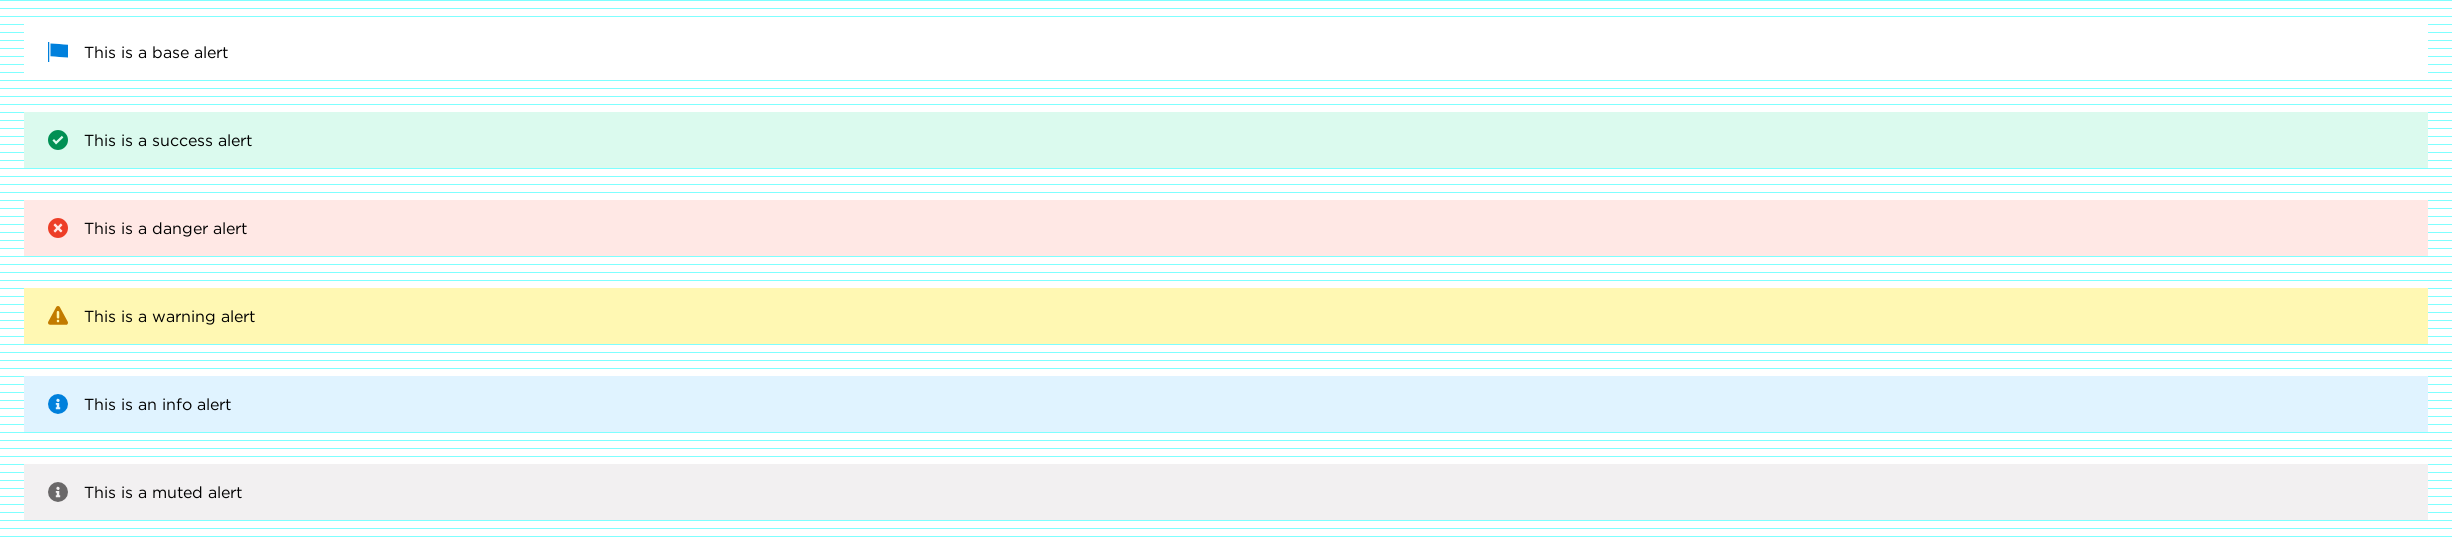 This is a base alert
This is a success alert
This is a danger alert
This is a warning alert
This is an info alert
This is a muted alert